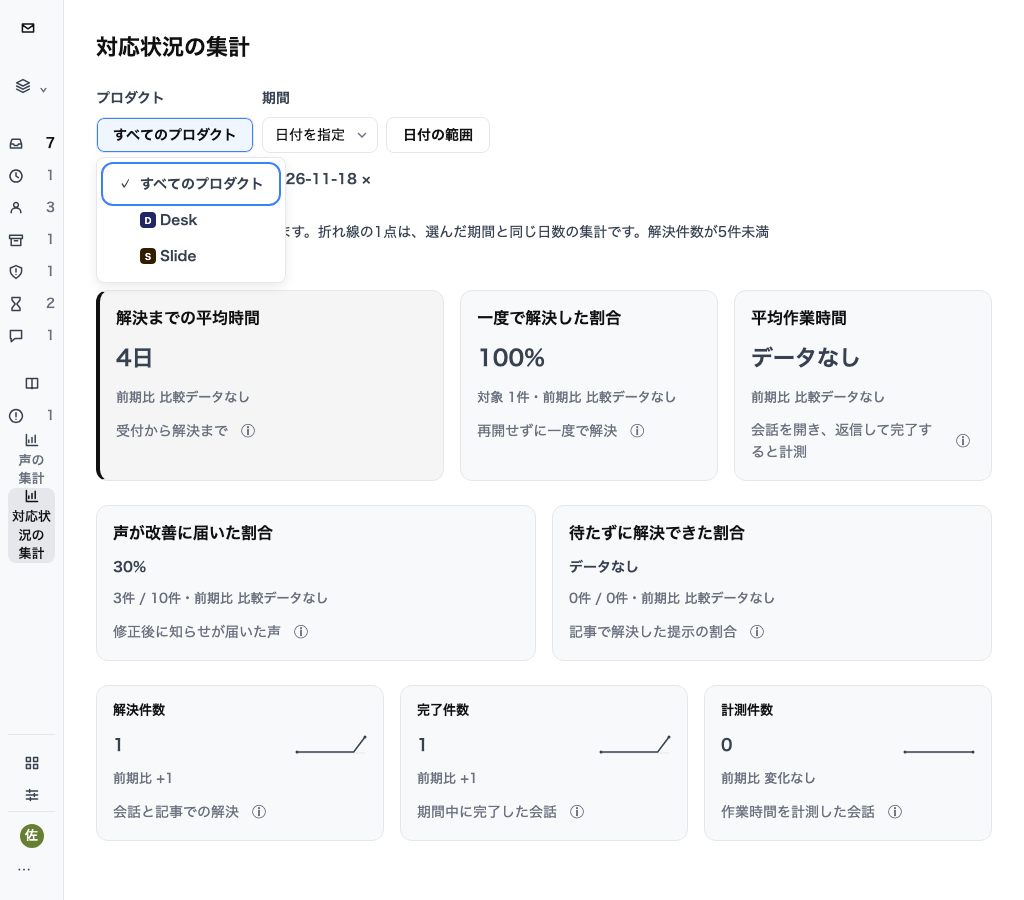 対応状況の集計
プロダクト
期間
すべてのプロダクト
日付を指定
日付の範囲
✓ すべてのプロダクト
D Desk
S Slide
26-11-18 ×
ます。折れ線の1点は、選んだ期間と同じ日数の集計です。解決件数が5件未満
7
1
3
1
1
2
1
1
声の
集計
対応状
況の
集計
佐
…
解決までの平均時間
4日
前期比 比較データなし
受付から解決まで
一度で解決した割合
100%
対象 1件・前期比 比較データなし
再開せずに一度で解決
平均作業時間
データなし
前期比 比較データなし
会話を開き、返信して完了す
ると計測
声が改善に届いた割合
30%
3件 / 10件・前期比 比較データなし
修正後に知らせが届いた声
待たずに解決できた割合
データなし
0件 / 0件・前期比 比較データなし
記事で解決した提示の割合
解決件数
1
前期比 +1
会話と記事での解決
完了件数
1
前期比 +1
期間中に完了した会話
計測件数
0
前期比 変化なし
作業時間を計測した会話